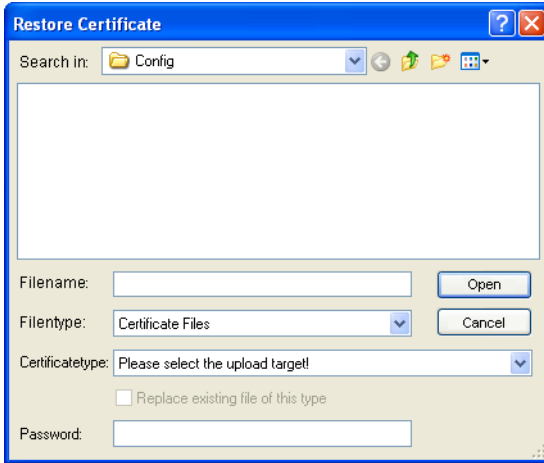 Restore Certificate
Search in: Config
Filename:
Open
Filentype: Certificate Files
Cancel
Certificatetype: Please select the upload target!
Replace existing file of this type
Password: